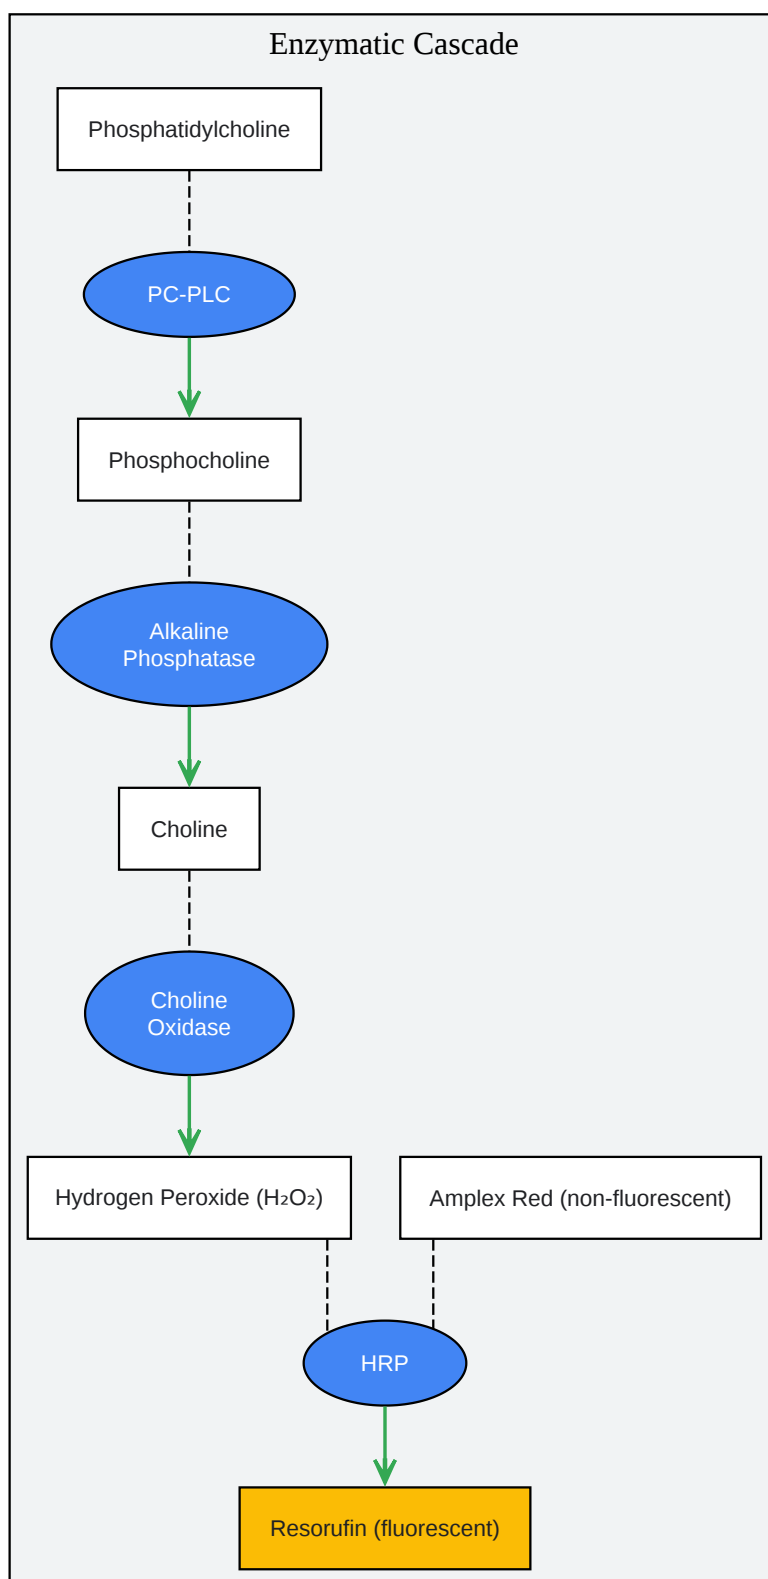 Enzymatic Cascade
Phosphatidylcholine
PC-PLC
Phosphocholine
Alkaline
Phosphatase
Choline
Choline
Oxidase
Hydrogen Peroxide (H₂O₂)
Amplex Red (non-fluorescent)
HRP
Resorufin (fluorescent)